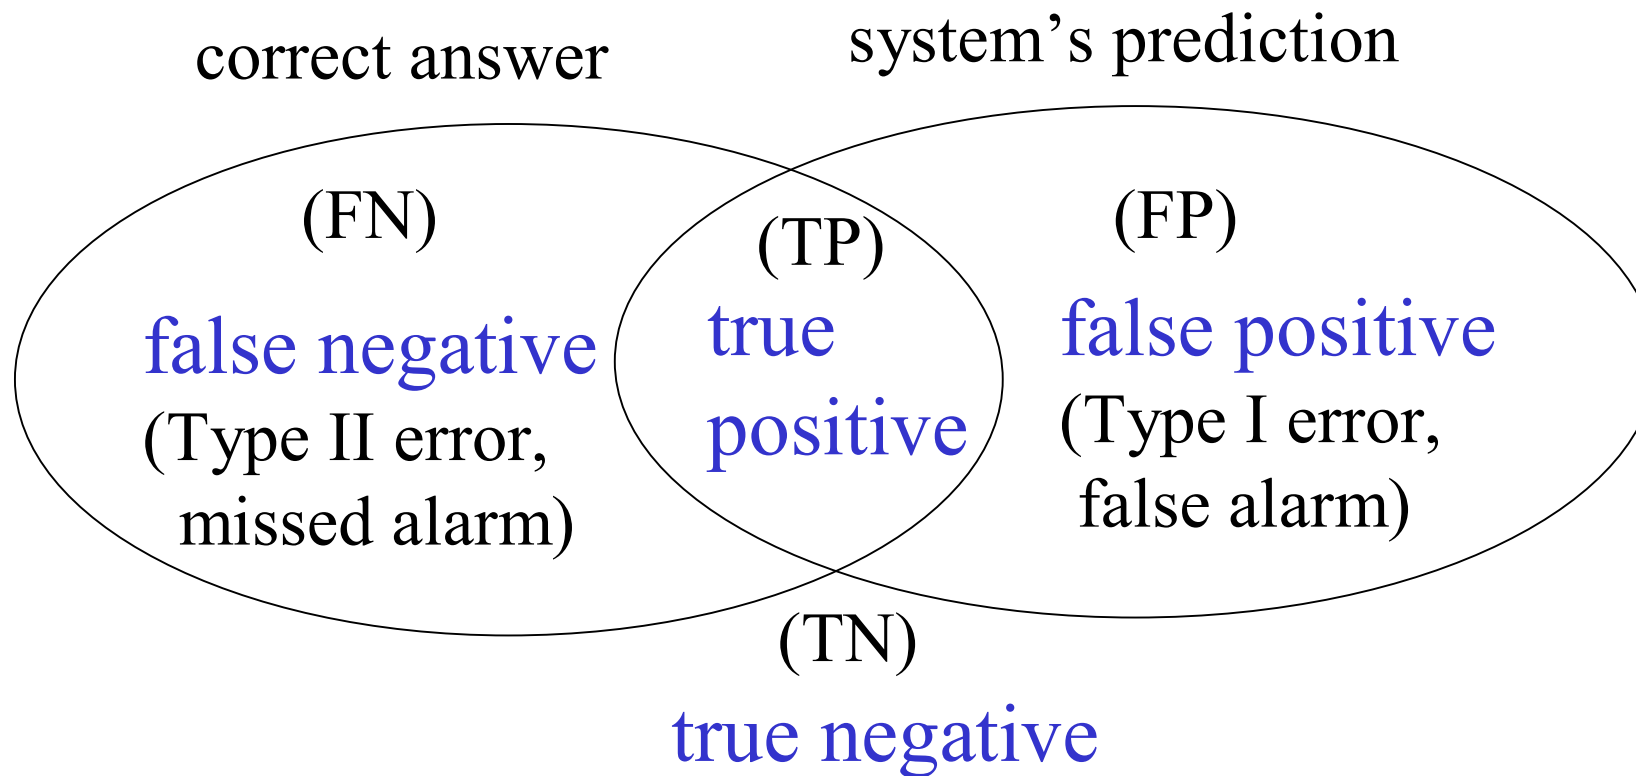 correct answer
system’s prediction
(FN)
false negative
(Type II error,
missed alarm)
(TP)
true
positive
(FP)
false positive
(Type I error,
false alarm)
(TN)
true negative